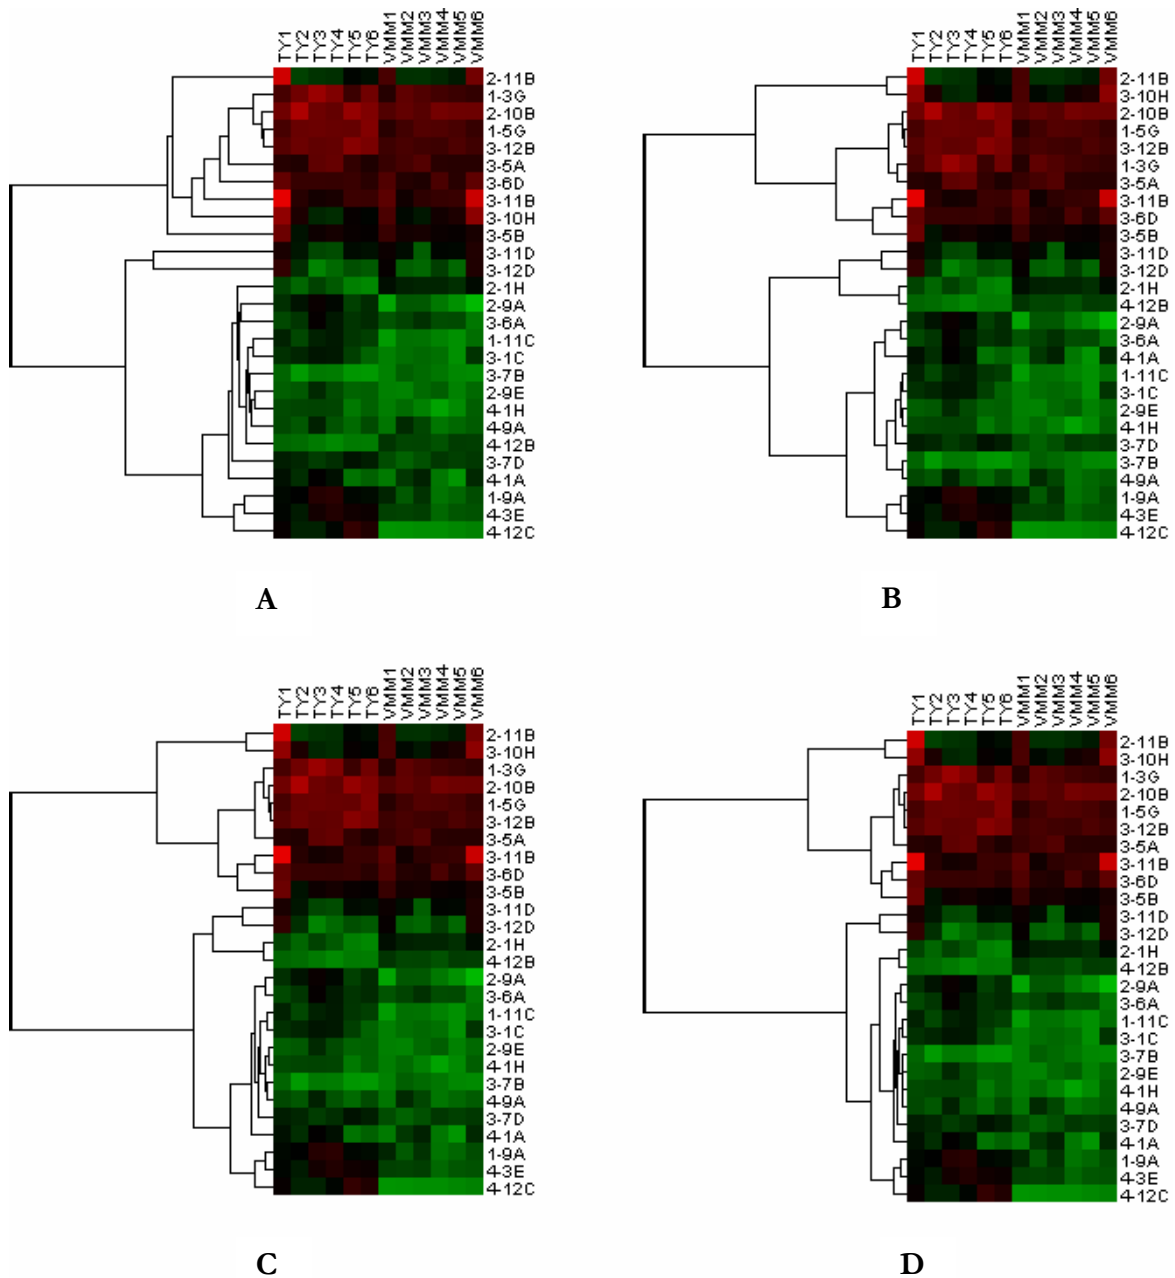 TY1 TY2 TY3 TY4 TY5 TY6 VMM1 VMM2 VMM3 VMM4 VMM5 VMM6
2-11B
1-3G
2-10B
1-5G
3-12B
3-5A
3-6D
3-11B
3-10H
3-5B
3-11D
3-12D
2-1H
2-9A
3-6A
1-11C
3-1C
3-7B
2-9E
4-1H
4-9A
4-12B
3-7D
4-1A
1-9A
4-3E
4-12C
A
TY1 TY2 TY3 TY4 TY5 TY6 VMM1 VMM2 VMM3 VMM4 VMM5 VMM6
2-11B
3-10H
2-10B
1-5G
3-12B
1-3G
3-5A
3-11B
3-6D
3-5B
3-11D
3-12D
2-1H
4-12B
2-9A
3-6A
4-1A
1-11C
3-1C
2-9E
4-1H
3-7D
3-7B
4-9A
1-9A
4-3E
4-12C
B
TY1 TY2 TY3 TY4 TY5 TY6 VMM1 VMM2 VMM3 VMM4 VMM5 VMM6
2-11B
3-10H
1-3G
2-10B
1-5G
3-12B
3-5A
3-11B
3-6D
3-5B
3-11D
3-12D
2-1H
4-12B
2-9A
3-6A
1-11C
3-1C
2-9E
4-1H
3-7B
4-9A
3-7D
4-1A
1-9A
4-3E
4-12C
C
TY1 TY2 TY3 TY4 TY5 TY6 VMM1 VMM2 VMM3 VMM4 VMM5 VMM6
2-11B
3-10H
1-3G
2-10B
1-5G
3-12B
3-5A
3-11B
3-6D
3-5B
3-11D
3-12D
2-1H
4-12B
2-9A
3-6A
1-11C
3-1C
3-7B
2-9E
4-1H
4-9A
3-7D
4-1A
1-9A
4-3E
4-12C
D